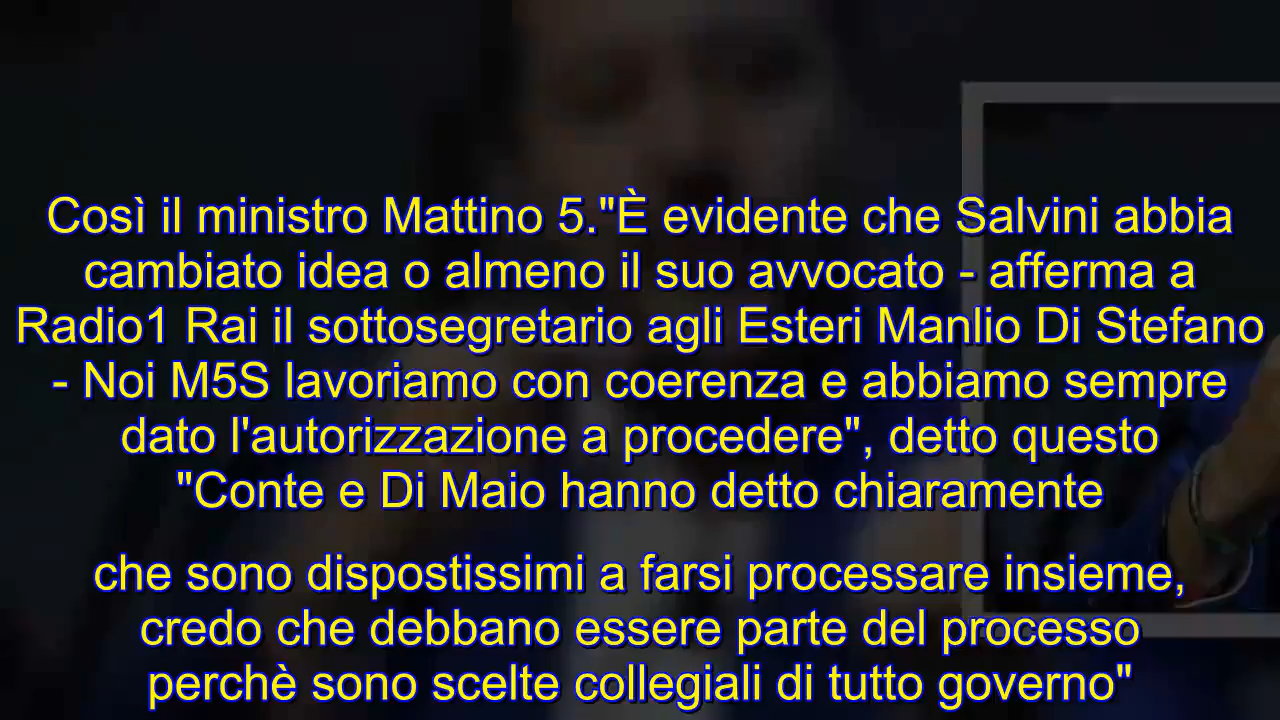 Così il ministro Mattino 5."È evidente che Salvini abbia
cambiato idea o almeno il suo avvocato - afferma a
Radio1 Rai il sottosegretario agli Esteri Manlio Di Stefano
- Noi M5S lavoriamo con coerenza e abbiamo sempre
dato l'autorizzazione a procedere", detto questo
"Conte e Di Maio hanno detto chiaramente
che sono dispostissimi a farsi processare insieme,
credo che debbano essere parte del processo
perchè sono scelte collegiali di tutto governo"